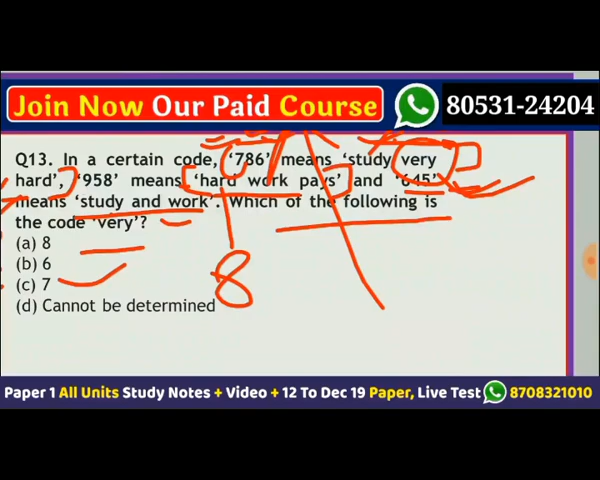 Join Now Our Paid Course 80531-24204
Q13. In a certain code, ‘786’ means ‘study very
hard’, ‘958’ means ‘hard work pays’ and ‘645’
means ‘study and work’. Which of the following is
the code ‘very’?
(a) 8
(b) 6
(c) 7
(d) Cannot be determined
8
Paper 1 All Units Study Notes + Video + 12 To Dec 19 Paper, Live Test 8708321010